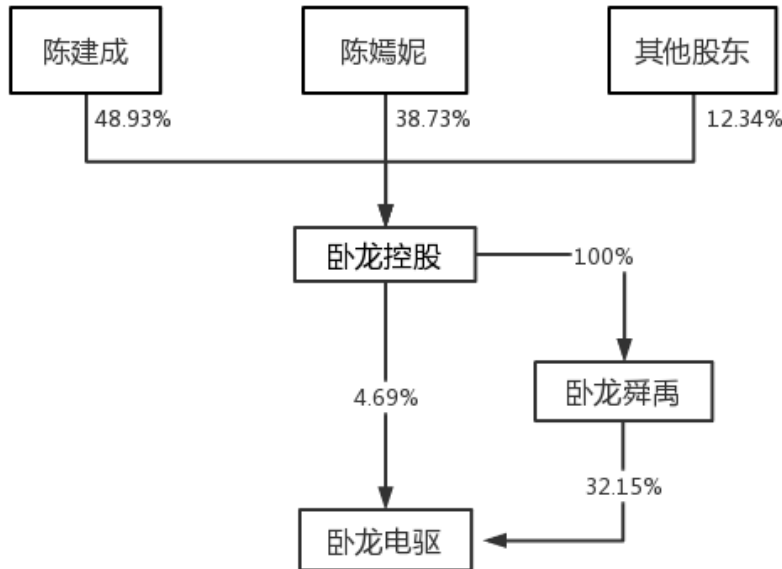 陈建成
陈嫣妮
其他股东
48.93%
38.73%
12.34%
卧龙控股
100%
4.69%
卧龙舜禹
32.15%
卧龙电驱